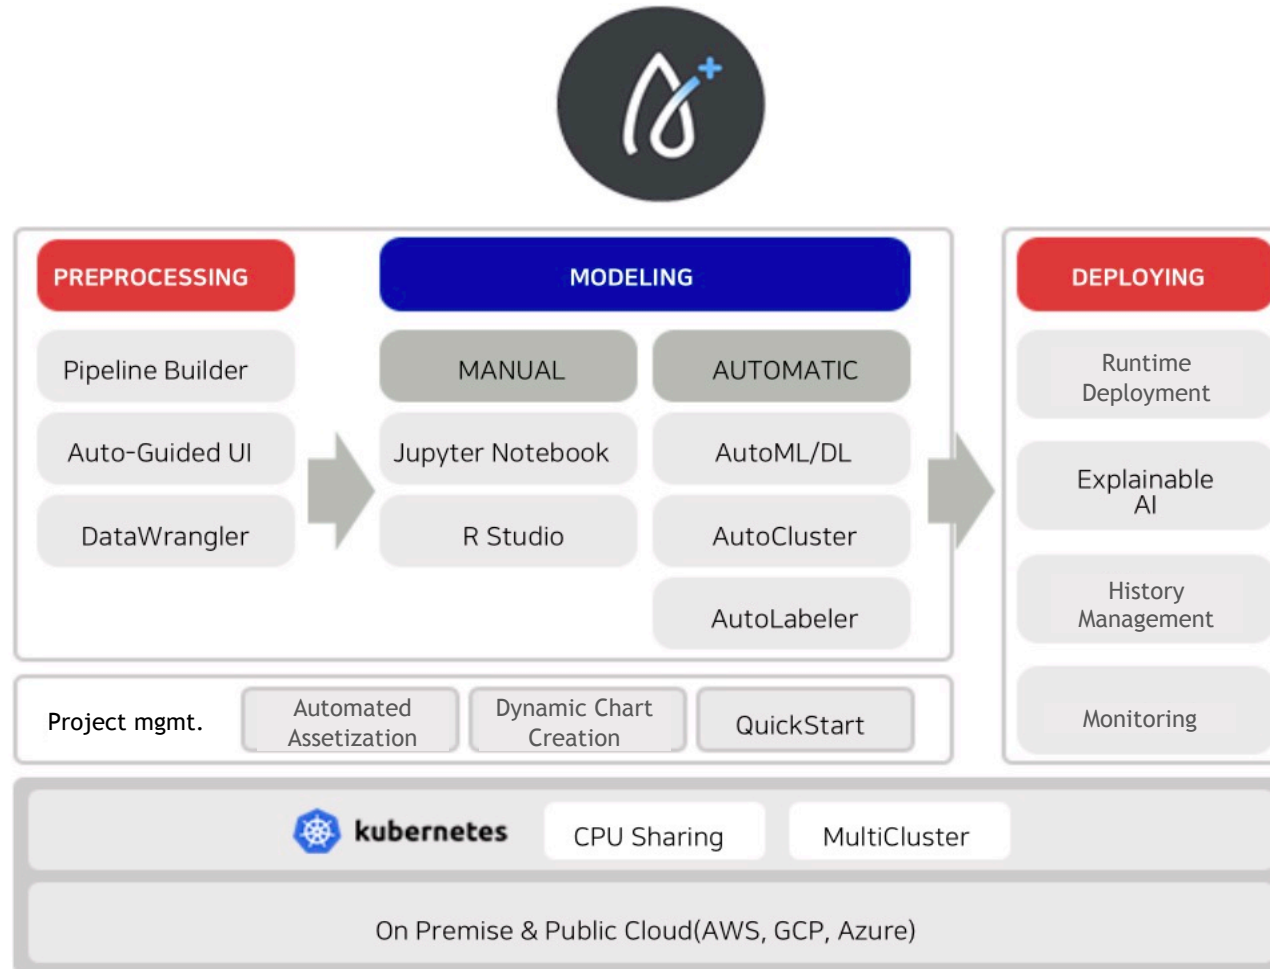 PREPROCESSING
Pipeline Builder
Auto-Guided UI
DataWrangler
MODELING
MANUAL
Jupyter Notebook
R Studio
AUTOMATIC
AutoML/DL
AutoCluster
AutoLabeler
DEPLOYING
Runtime
Deployment
Explainable
AI
History
Management
Monitoring
Project mgmt.
Automated
Assetization
Dynamic Chart
Creation
QuickStart
kubernetes
CPU Sharing
MultiCluster
On Premise & Public Cloud(AWS, GCP, Azure)